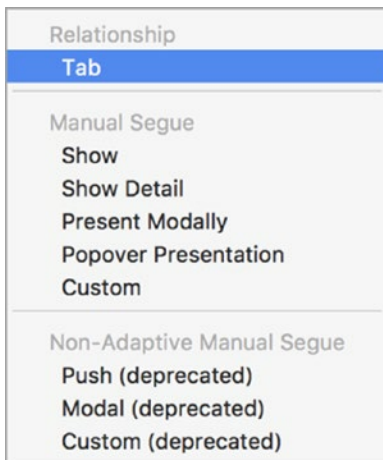 Relationship
Tab
Manual Segue
Show
Show Detail
Present Modally
Popover Presentation
Custom
Non-Adaptive Manual Segue
Push (deprecated)
Modal (deprecated)
Custom (deprecated)